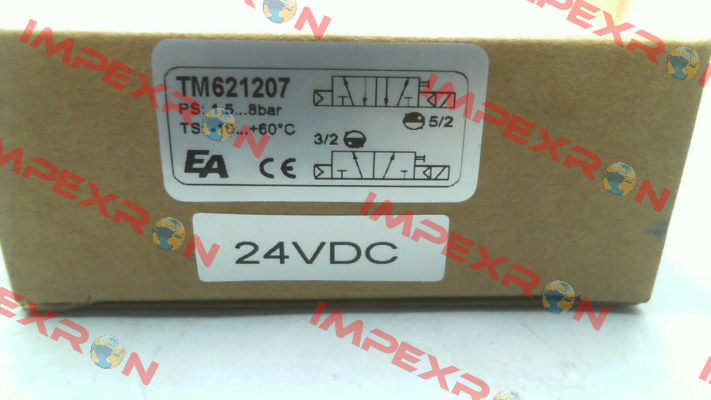 TM621207
PS: 1,5...8bar
TS: -10...+60°C
5/2
3/2
EA CE
24VDC
IMPEXRON
IMPEXRON
IMPEXRON
IMPEXRON
IMPEXRON
IMPEXRON